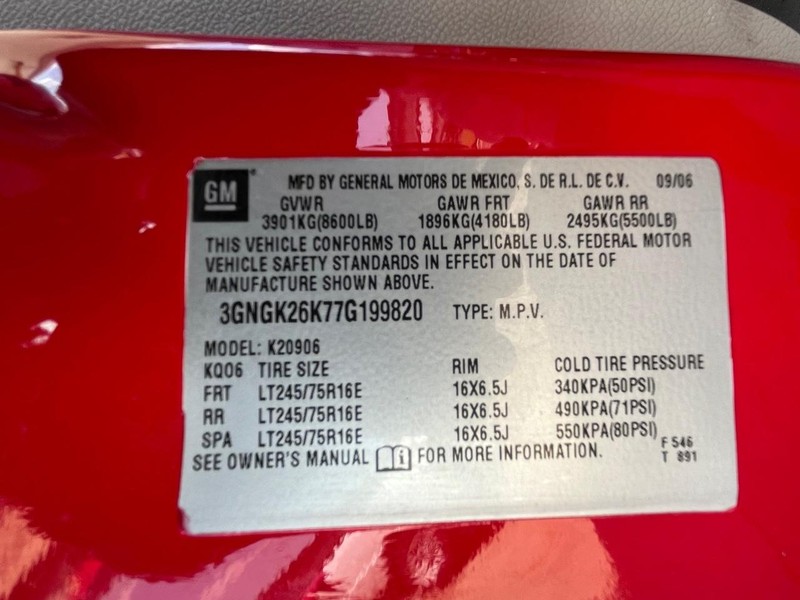 GM MFD BY GENERAL MOTORS DE MEXICO, S. DE R.L. DE C.V. 09/06
GVWR GAWR FRT GAWR RR
3901KG(8600LB) 1896KG(4180LB) 2495KG(5500LB)
THIS VEHICLE CONFORMS TO ALL APPLICABLE U.S. FEDERAL MOTOR
VEHICLE SAFETY STANDARDS IN EFFECT ON THE DATE OF
MANUFACTURE SHOWN ABOVE.
3GNGK26K77G199820 TYPE: M.P.V.
MODEL: K20906
KQ06 TIRE SIZE RIM COLD TIRE PRESSURE
FRT LT245/75R16E 16X6.5J 340KPA(50PSI)
RR LT245/75R16E 16X6.5J 490KPA(71PSI)
SPA LT245/75R16E 16X6.5J 550KPA(80PSI)
SEE OWNER'S MANUAL i FOR MORE INFORMATION.
F 546
T 891